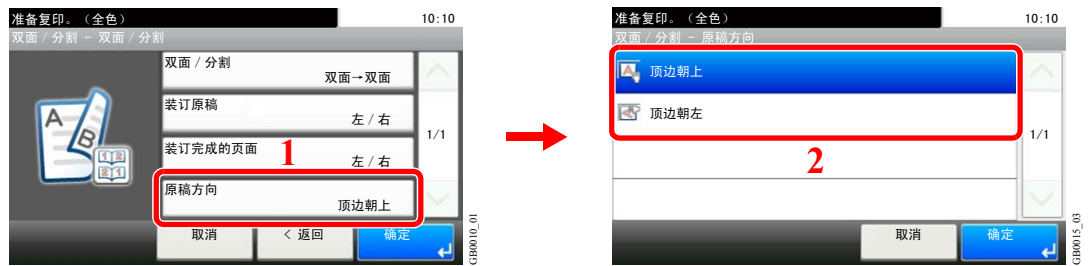 准备复印。（全色）
10:10
双面 / 分割 - 双面 / 分割
双面 / 分割
双面→双面
装订原稿
左 / 右
装订完成的页面
左 / 右
原稿方向
顶边朝上
1/1
1
A
B
1 2
2 1
取消
< 返回
确定
GB0010_01
准备复印。（全色）
10:10
双面 / 分割 - 原稿方向
A
顶边朝上
顶边朝左
1/1
2
取消
确定
GB0015_03